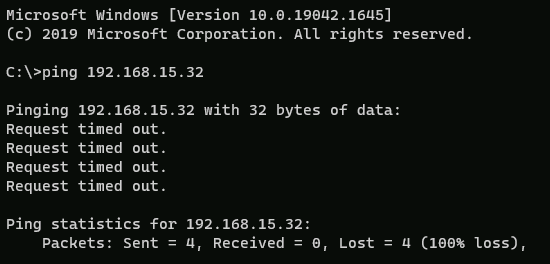 Microsoft Windows [Version 10.0.19042.1645]
(c) 2019 Microsoft Corporation. All rights reserved.
C:\>ping 192.168.15.32
Pinging 192.168.15.32 with 32 bytes of data:
Request timed out.
Request timed out.
Request timed out.
Request timed out.
Ping statistics for 192.168.15.32:
    Packets: Sent = 4, Received = 0, Lost = 4 (100% loss),